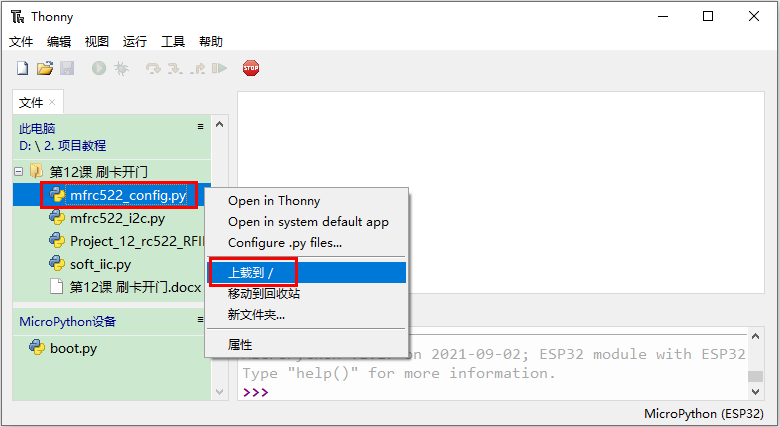 Thonny
文件 编辑 视图 运行 工具 帮助
STOP
文件 ×
此电脑
D: \ 2. 项目教程
第12课 刷卡开门
mfrc522_config.py
mfrc522_i2c.py
Project_12_rc522_RFI
soft_iic.py
第12课 刷卡开门.docx
MicroPython设备
boot.py
Open in Thonny
Open in system default app
Configure .py files...
上载到 /
移动到回收站
新文件夹...
属性
on 2021-09-02; ESP32 module with ESP32
Type "help()" for more information.
>>>
MicroPython (ESP32)